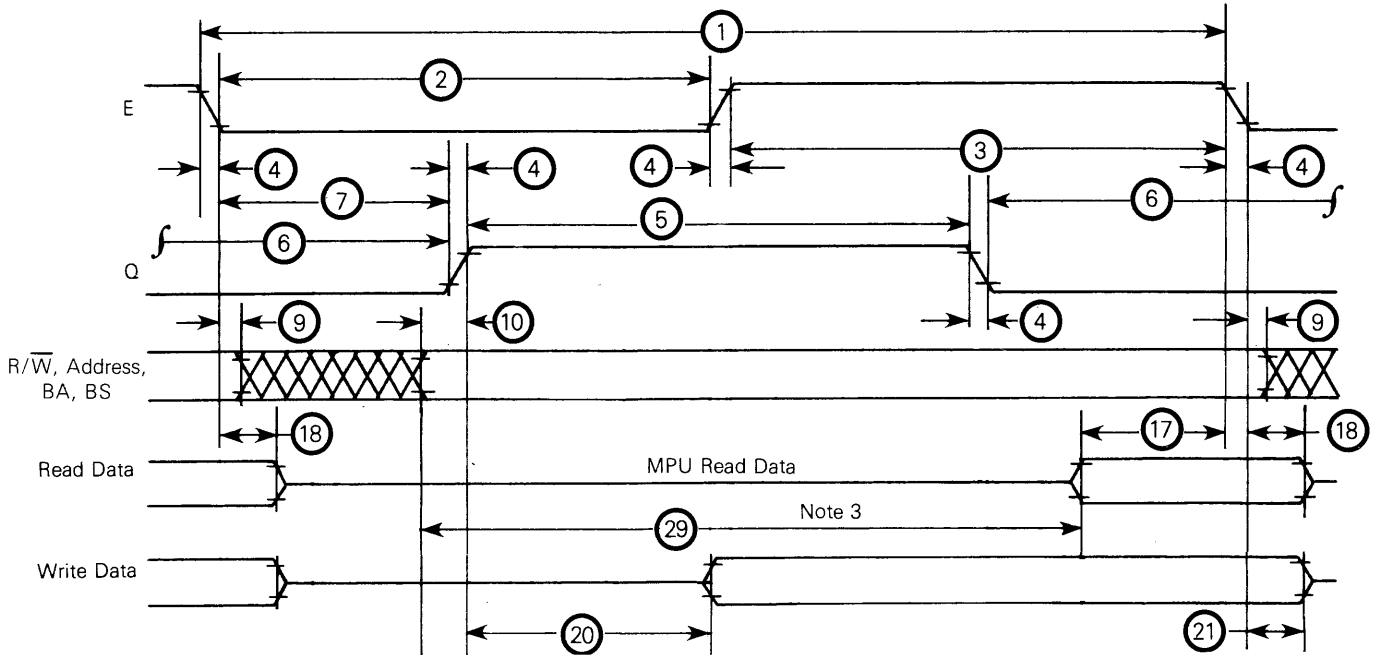 1
2
E
4
4
4
3
4
7
5
6
6
Q
9
10
4
9
R/W̅, Address,
BA, BS
18
17
18
Read Data
MPU Read Data
29
Note 3
Write Data
20
21